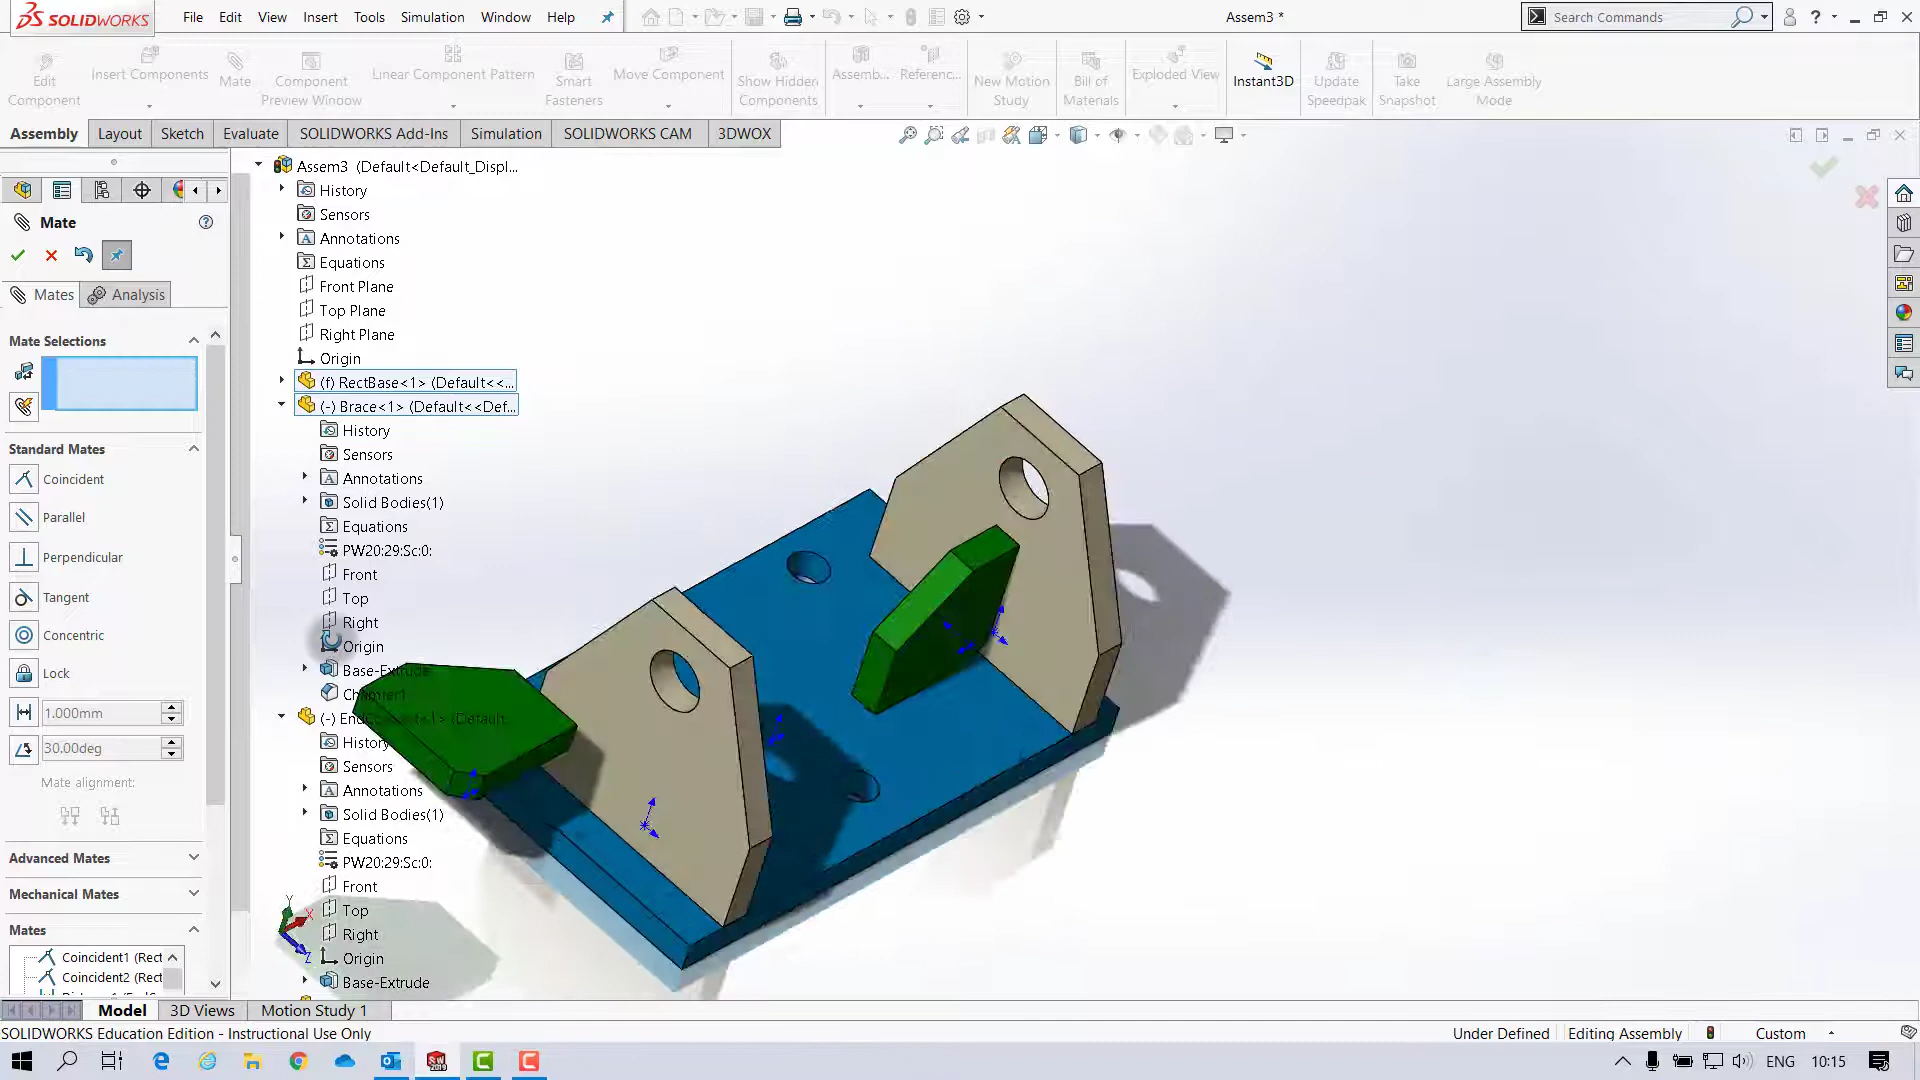 SOLIDWORKS
File Edit View Insert Tools Simulation Window Help
Assem3 *
Search Commands
Edit Component
Insert Components
Mate
Component Preview Window
Linear Component Pattern
Smart Fasteners
Move Component
Show Hidden Components
Assemb...
Referenc...
New Motion Study
Bill of Materials
Exploded View
Instant3D
Update Speedpak
Take Snapshot
Large Assembly Mode
Assembly Layout Sketch Evaluate SOLIDWORKS Add-Ins Simulation SOLIDWORKS CAM 3DWOX
Mate
Mates Analysis
Mate Selections
Standard Mates
Coincident
Parallel
Perpendicular
Tangent
Concentric
Lock
1.000mm
30.00deg
Mate alignment:
Advanced Mates
Mechanical Mates
Mates
Coincident1 (Rect
Coincident2 (Rect
Assem3 (Default<Default_Displ...
History
Sensors
Annotations
Equations
Front Plane
Top Plane
Right Plane
Origin
(f) RectBase<1> (Default<<...
(-) Brace<1> (Default<<Def...
History
Sensors
Annotations
Solid Bodies(1)
Equations
PW20:29:Sc:0:
Front
Top
Right
Origin
Base-Extrude
Chamfer1
History
Sensors
Annotations
Solid Bodies(1)
Equations
PW20:29:Sc:0:
Front
Top
Right
Origin
Base-Extrude
Y
X
Z
Model 3D Views Motion Study 1
SOLIDWORKS Education Edition - Instructional Use Only
Under Defined Editing Assembly Custom
ENG 10:15